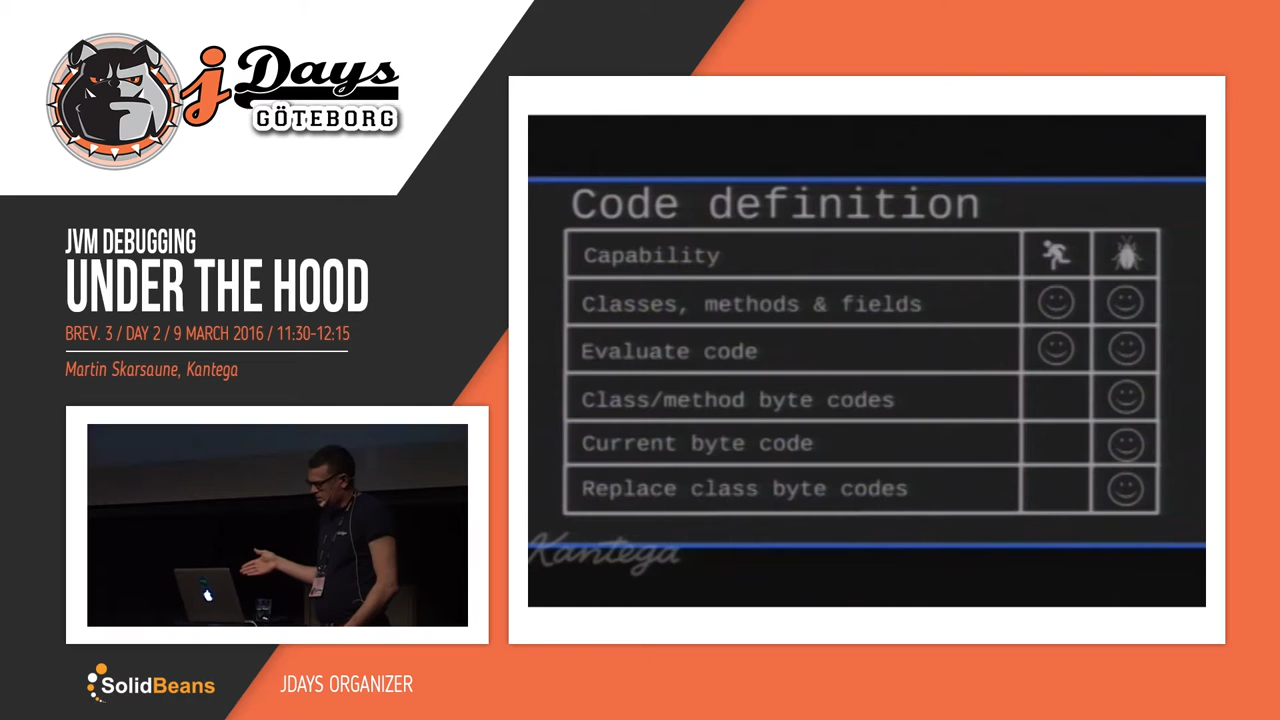 jDays
GÖTEBORG
JVM DEBUGGING
UNDER THE HOOD
BREV. 3 / DAY 2 / 9 MARCH 2016 / 11:30-12:15
Martin Skarsaune, Kantega
Code definition
Capability
Classes, methods & fields
Evaluate code
Class/method byte codes
Current byte code
Replace class byte codes
Kantega
SolidBeans
JDAYS ORGANIZER